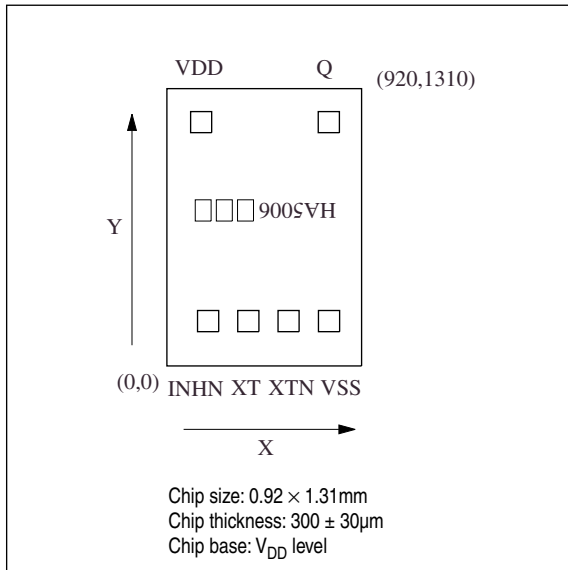 VDD Q (920,1310)
HA5006
Y
(0,0) INHN XT XTN VSS
X
Chip size: 0.92 × 1.31mm
Chip thickness: 300 ± 30µm
Chip base: VDD level